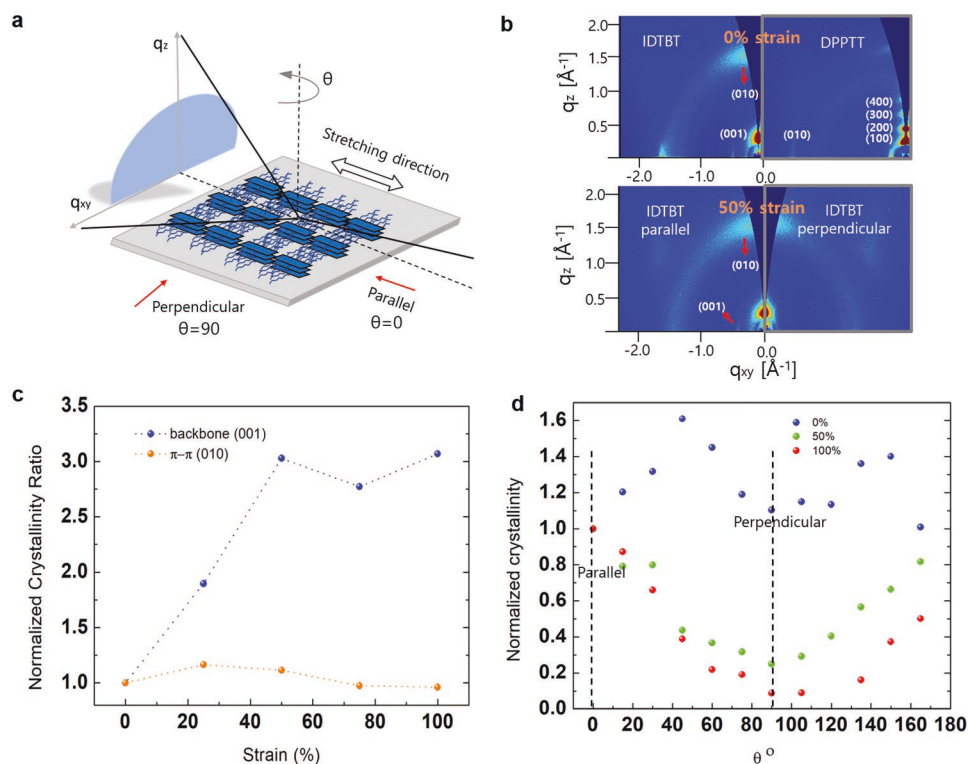 a
q_z
θ
Stretching direction
q_xy
Perpendicular
θ=90
Parallel
θ=0
b
IDTBT
0% strain
DPPTT
q_z [Å⁻¹]
2.0
1.5
1.0
0.5
(010)
(001)
(010)
(400)
(300)
(200)
(100)
-2.0
-1.0
0.0
IDTBT
parallel
50% strain
IDTBT
perpendicular
q_z [Å⁻¹]
2.0
1.5
1.0
0.5
(010)
(001)
-2.0
-1.0
0.0
q_xy [Å⁻¹]
c
Normalized Crystallinity Ratio
3.5
3.0
2.5
2.0
1.5
1.0
backbone (001)
π–π (010)
0
20
40
60
80
100
Strain (%)
d
Normalized crystallinity
1.6
1.4
1.2
1.0
0.8
0.6
0.4
0.2
0.0
0%
50%
100%
Perpendicular
Parallel
0
20
40
60
80
100
120
140
160
180
θ °